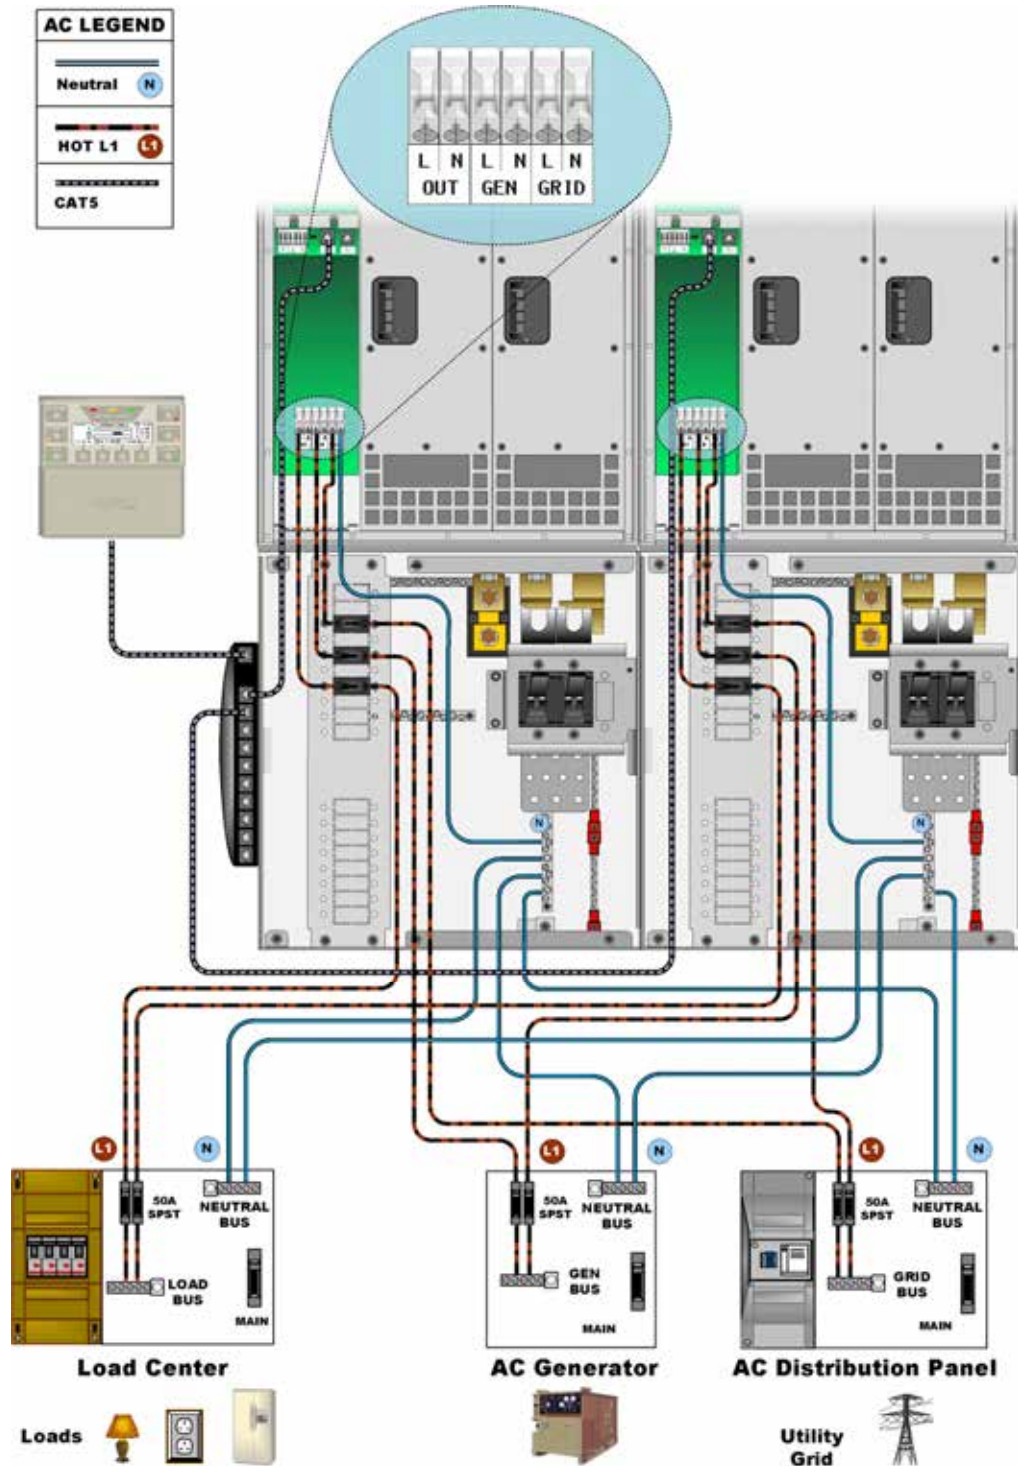 AC LEGEND
Neutral N
HOT L1 L1
CAT5
L N L N L N
OUT GEN GRID
N
N
L1
N
L1
N
L1
N
50A
SPST
NEUTRAL
BUS
LOAD
BUS
MAIN
50A
SPST
NEUTRAL
BUS
GEN
BUS
MAIN
50A
SPST
NEUTRAL
BUS
GRID
BUS
MAIN
Load Center
AC Generator
AC Distribution Panel
Loads
Utility
Grid